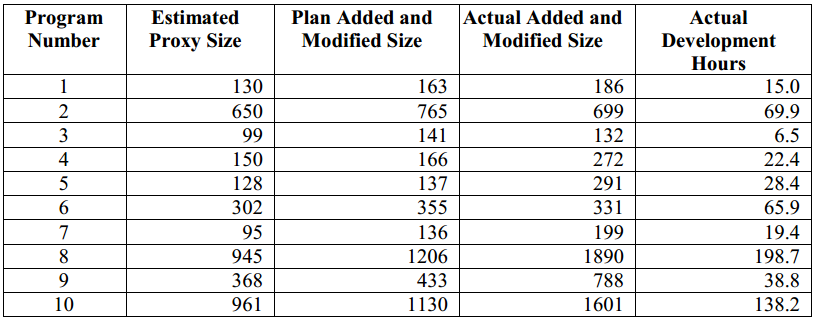 Program Number Estimated Proxy Size Plan Added and Modified Size Actual Added and Modified Size Actual Development Hours
1 130 163 186 15.0
2 650 765 699 69.9
3 99 141 132 6.5
4 150 166 272 22.4
5 128 137 291 28.4
6 302 355 331 65.9
7 95 136 199 19.4
8 945 1206 1890 198.7
9 368 433 788 38.8
10 961 1130 1601 138.2